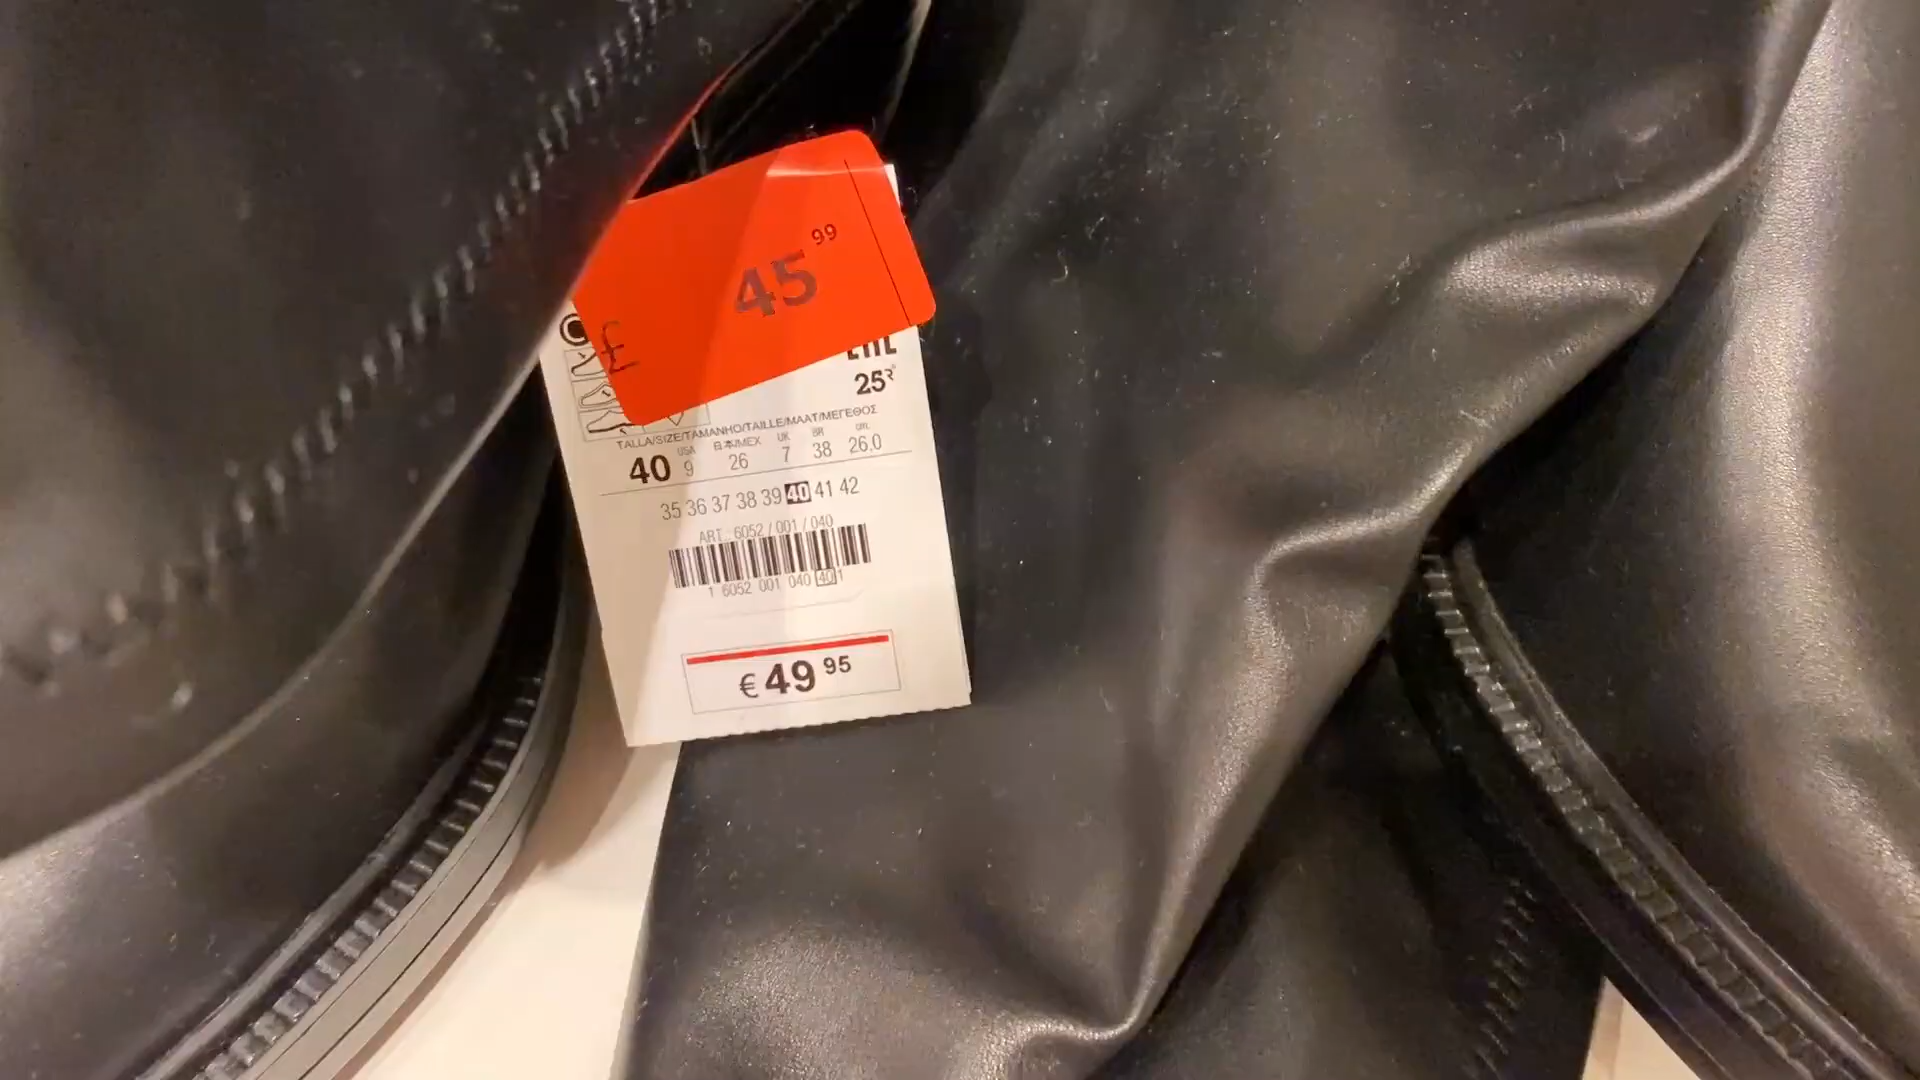 45 99
£
25
TALLA/SIZE/TAMANHO/TAILLE/MAAT/ΜΕΓΕΘΟΣ
USA 日本/MEX UK BR
40 9 26 7 38 26.0
35 36 37 38 39 40 41 42
ART.: 6052 / 001 / 040
1 6052 001 040 40 1
€ 49 95